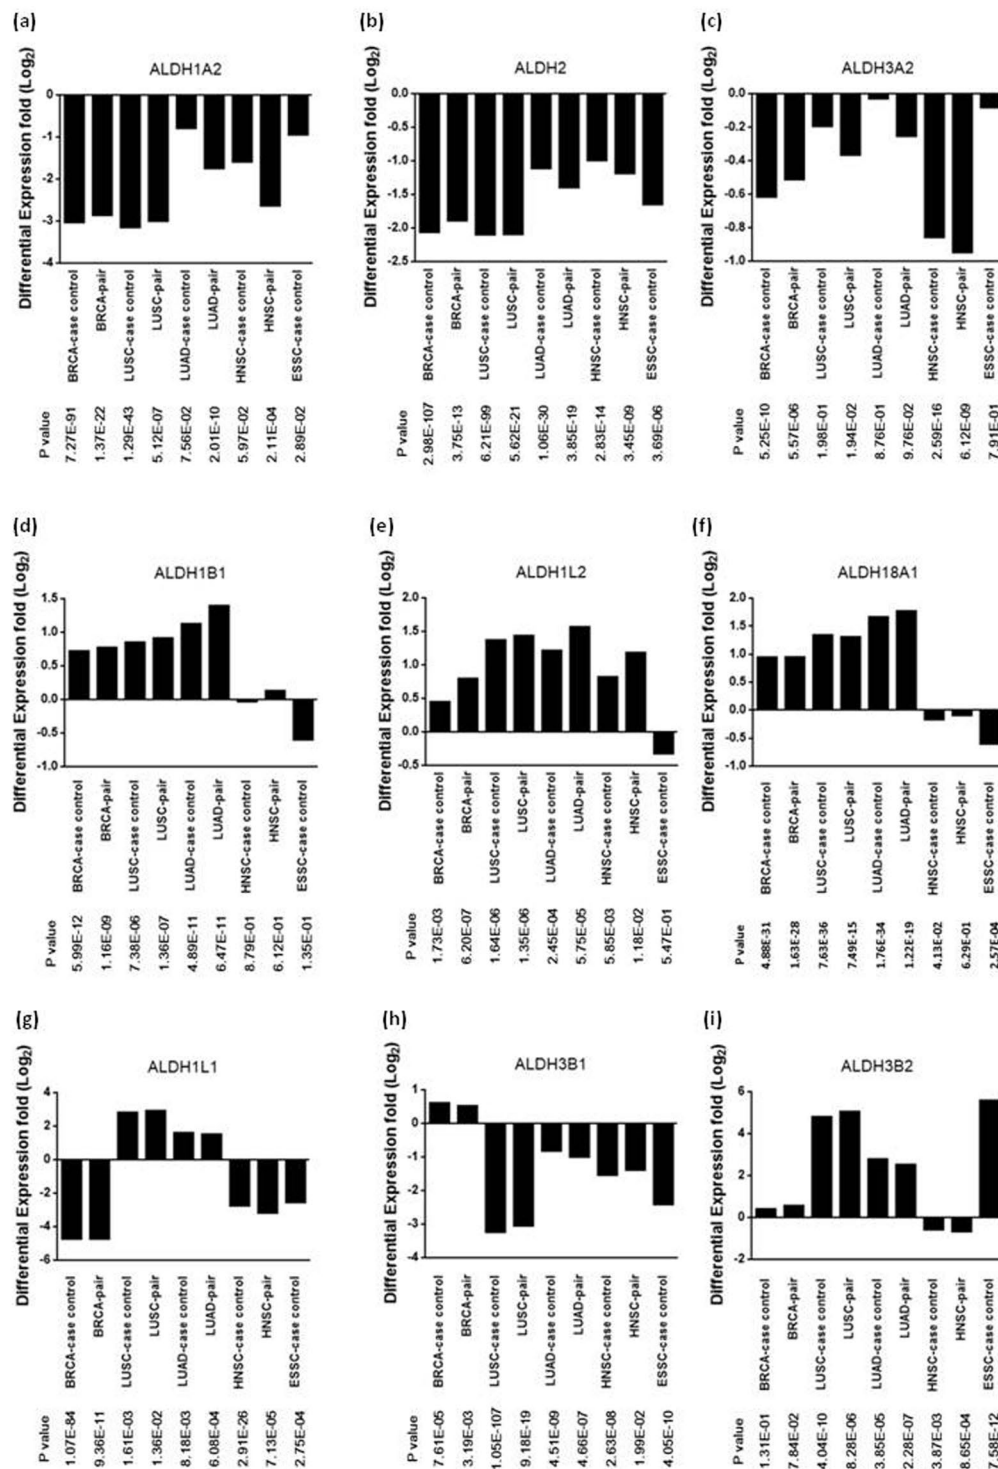 (a)
ALDH1A2
Differential Expression fold (Log2)
0
-1
-2
-3
-4
BRCA-case control
BRCA-pair
LUSC-case control
LUSC-pair
LUAD-case control
LUAD-pair
HNSC-case control
HNSC-pair
ESSC-case control
P value
7.27E-91
1.37E-22
1.29E-43
5.12E-07
7.56E-02
2.01E-10
5.97E-02
2.11E-04
2.89E-02
(b)
ALDH2
Differential Expression fold (Log2)
0.0
-0.5
-1.0
-1.5
-2.0
-2.5
BRCA-case control
BRCA-pair
LUSC-case control
LUSC-pair
LUAD-case control
LUAD-pair
HNSC-case control
HNSC-pair
ESSC-case control
P value
2.98E-107
3.75E-13
6.21E-99
5.62E-21
1.06E-30
3.85E-19
2.83E-14
3.45E-09
3.69E-06
(c)
ALDH3A2
Differential Expression fold (Log2)
0.0
-0.2
-0.4
-0.6
-0.8
-1.0
BRCA-case control
BRCA-pair
LUSC-case control
LUSC-pair
LUAD-case control
LUAD-pair
HNSC-case control
HNSC-pair
ESSC-case control
P value
5.25E-10
5.57E-06
1.98E-01
1.94E-02
8.76E-01
9.76E-02
2.59E-16
6.12E-09
7.91E-01
(d)
ALDH1B1
Differential Expression fold (Log2)
1.5
1.0
0.5
0.0
-0.5
-1.0
BRCA-case control
BRCA-pair
LUSC-case control
LUSC-pair
LUAD-case control
LUAD-pair
HNSC-case control
HNSC-pair
ESSC-case control
P value
5.99E-12
1.16E-09
7.38E-06
1.36E-07
4.89E-11
6.47E-11
8.79E-01
6.12E-01
1.35E-01
(e)
ALDH1L2
Differential Expression fold (Log2)
2.0
1.5
1.0
0.5
0.0
-0.5
BRCA-case control
BRCA-pair
LUSC-case control
LUSC-pair
LUAD-case control
LUAD-pair
HNSC-case control
HNSC-pair
ESSC-case control
P value
1.73E-03
6.20E-07
1.64E-06
1.35E-06
2.45E-04
5.75E-05
5.85E-03
1.18E-02
5.47E-01
(f)
ALDH18A1
Differential Expression fold (Log2)
2.0
1.5
1.0
0.5
0.0
-0.5
-1.0
BRCA-case control
BRCA-pair
LUSC-case control
LUSC-pair
LUAD-case control
LUAD-pair
HNSC-case control
HNSC-pair
ESSC-case control
P value
4.88E-31
1.63E-28
7.63E-36
7.49E-15
1.76E-34
1.22E-19
4.13E-02
6.29E-01
2.57E-04
(g)
ALDH1L1
Differential Expression fold (Log2)
4
2
0
-2
-4
-6
BRCA-case control
BRCA-pair
LUSC-case control
LUSC-pair
LUAD-case control
LUAD-pair
HNSC-case control
HNSC-pair
ESSC-case control
P value
1.07E-84
9.36E-11
1.61E-03
1.36E-02
8.18E-03
6.08E-04
2.91E-26
7.13E-05
2.75E-04
(h)
ALDH3B1
Differential Expression fold (Log2)
1
0
-1
-2
-3
-4
BRCA-case control
BRCA-pair
LUSC-case control
LUSC-pair
LUAD-case control
LUAD-pair
HNSC-case control
HNSC-pair
ESSC-case control
P value
7.61E-05
3.19E-03
1.05E-107
9.18E-19
4.51E-09
4.66E-07
2.63E-08
1.99E-02
4.05E-10
(i)
ALDH3B2
Differential Expression fold (Log2)
6
4
2
0
-2
BRCA-case control
BRCA-pair
LUSC-case control
LUSC-pair
LUAD-case control
LUAD-pair
HNSC-case control
HNSC-pair
ESSC-case control
P value
1.31E-01
7.84E-02
4.04E-10
8.28E-06
3.85E-05
2.28E-07
3.87E-03
8.65E-04
7.58E-12